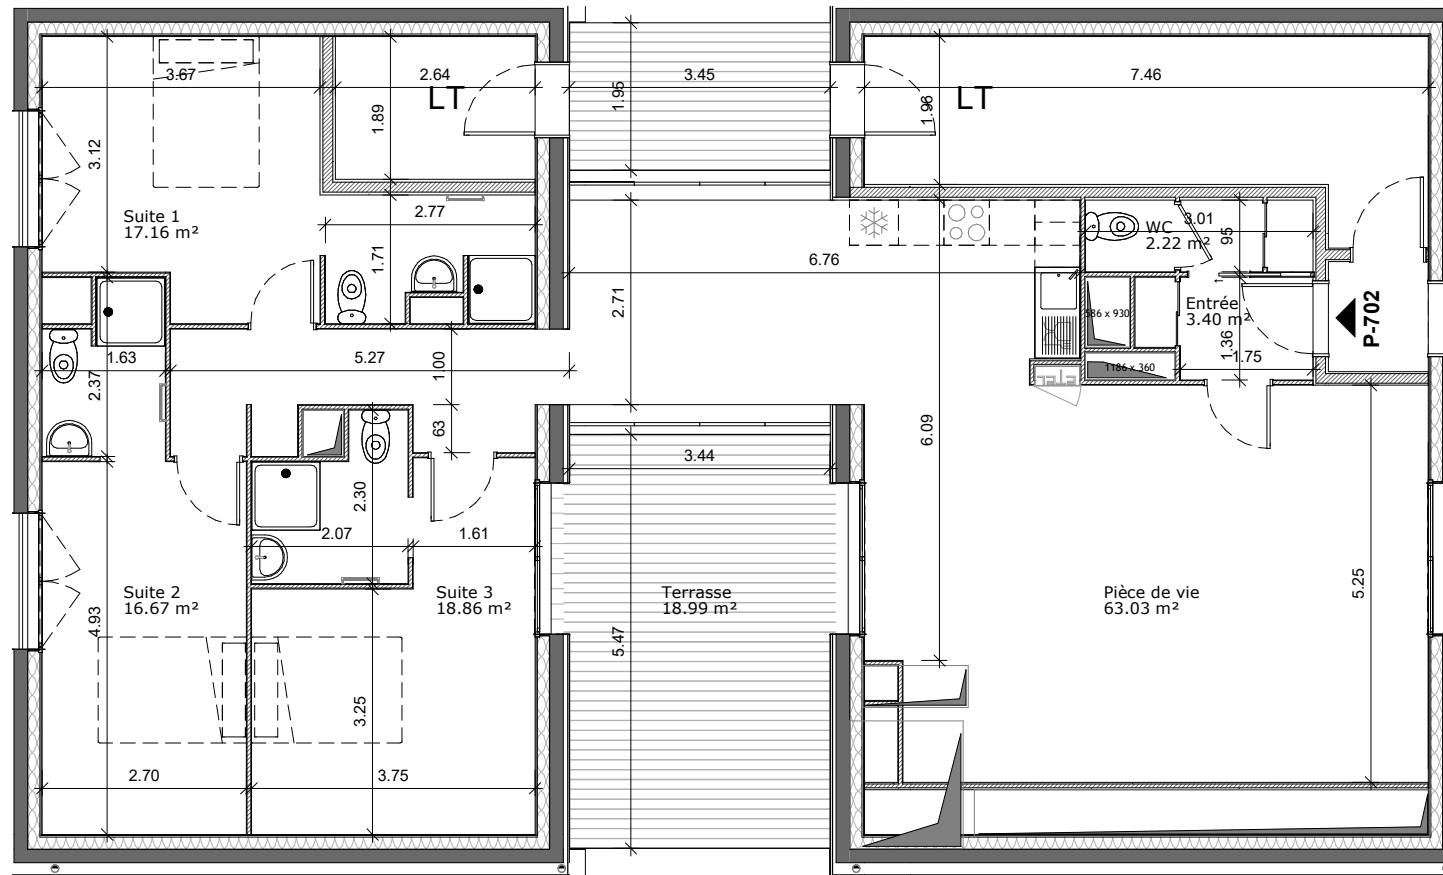 3.67
2.64
LT
3.45
LT
7.46
1.95
1.89
1.96
3.12
Suite 1
17.16 m²
2.77
1.71
WC
2.22 m²
3.01
95
6.76
2.71
Entrée
3.40 m²
586 x 930
P-702
1.63
5.27
1.00
1.36
1.75
1186 x 360
2.37
63
6.09
3.44
2.30
2.07
1.61
Suite 2
16.67 m²
Suite 3
18.86 m²
Terrasse
18.99 m²
Pièce de vie
63.03 m²
5.25
4.93
5.47
3.25
2.70
3.75